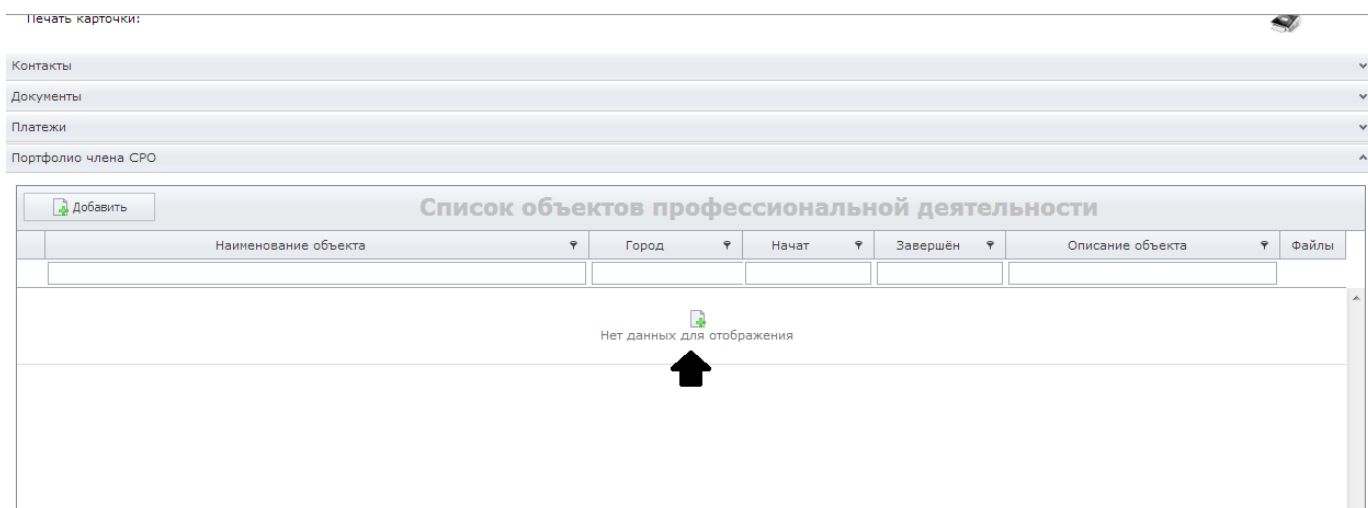 Печать карточки:
Контакты
Документы
Платежи
Портфолио члена СРО
Добавить Список объектов профессиональной деятельности
Наименование объекта Город Начат Завершён Описание объекта Файлы
Нет данных для отображения